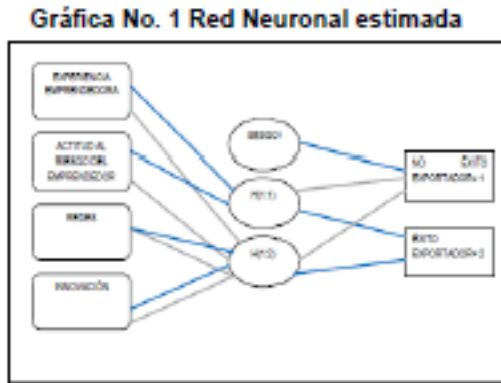 Gráfica No. 1 Red Neuronal estimada
EXPERIENCIA
EMPRENDEDORA
ACTITUD AL
RIESGO DEL
EMPRENDEDOR
INNOVACIÓN
SESGO1
H(1:1)
H(1:2)
NO ÉXITO
EXPORTADOR=1
ÉXITO
EXPORTADOR=2